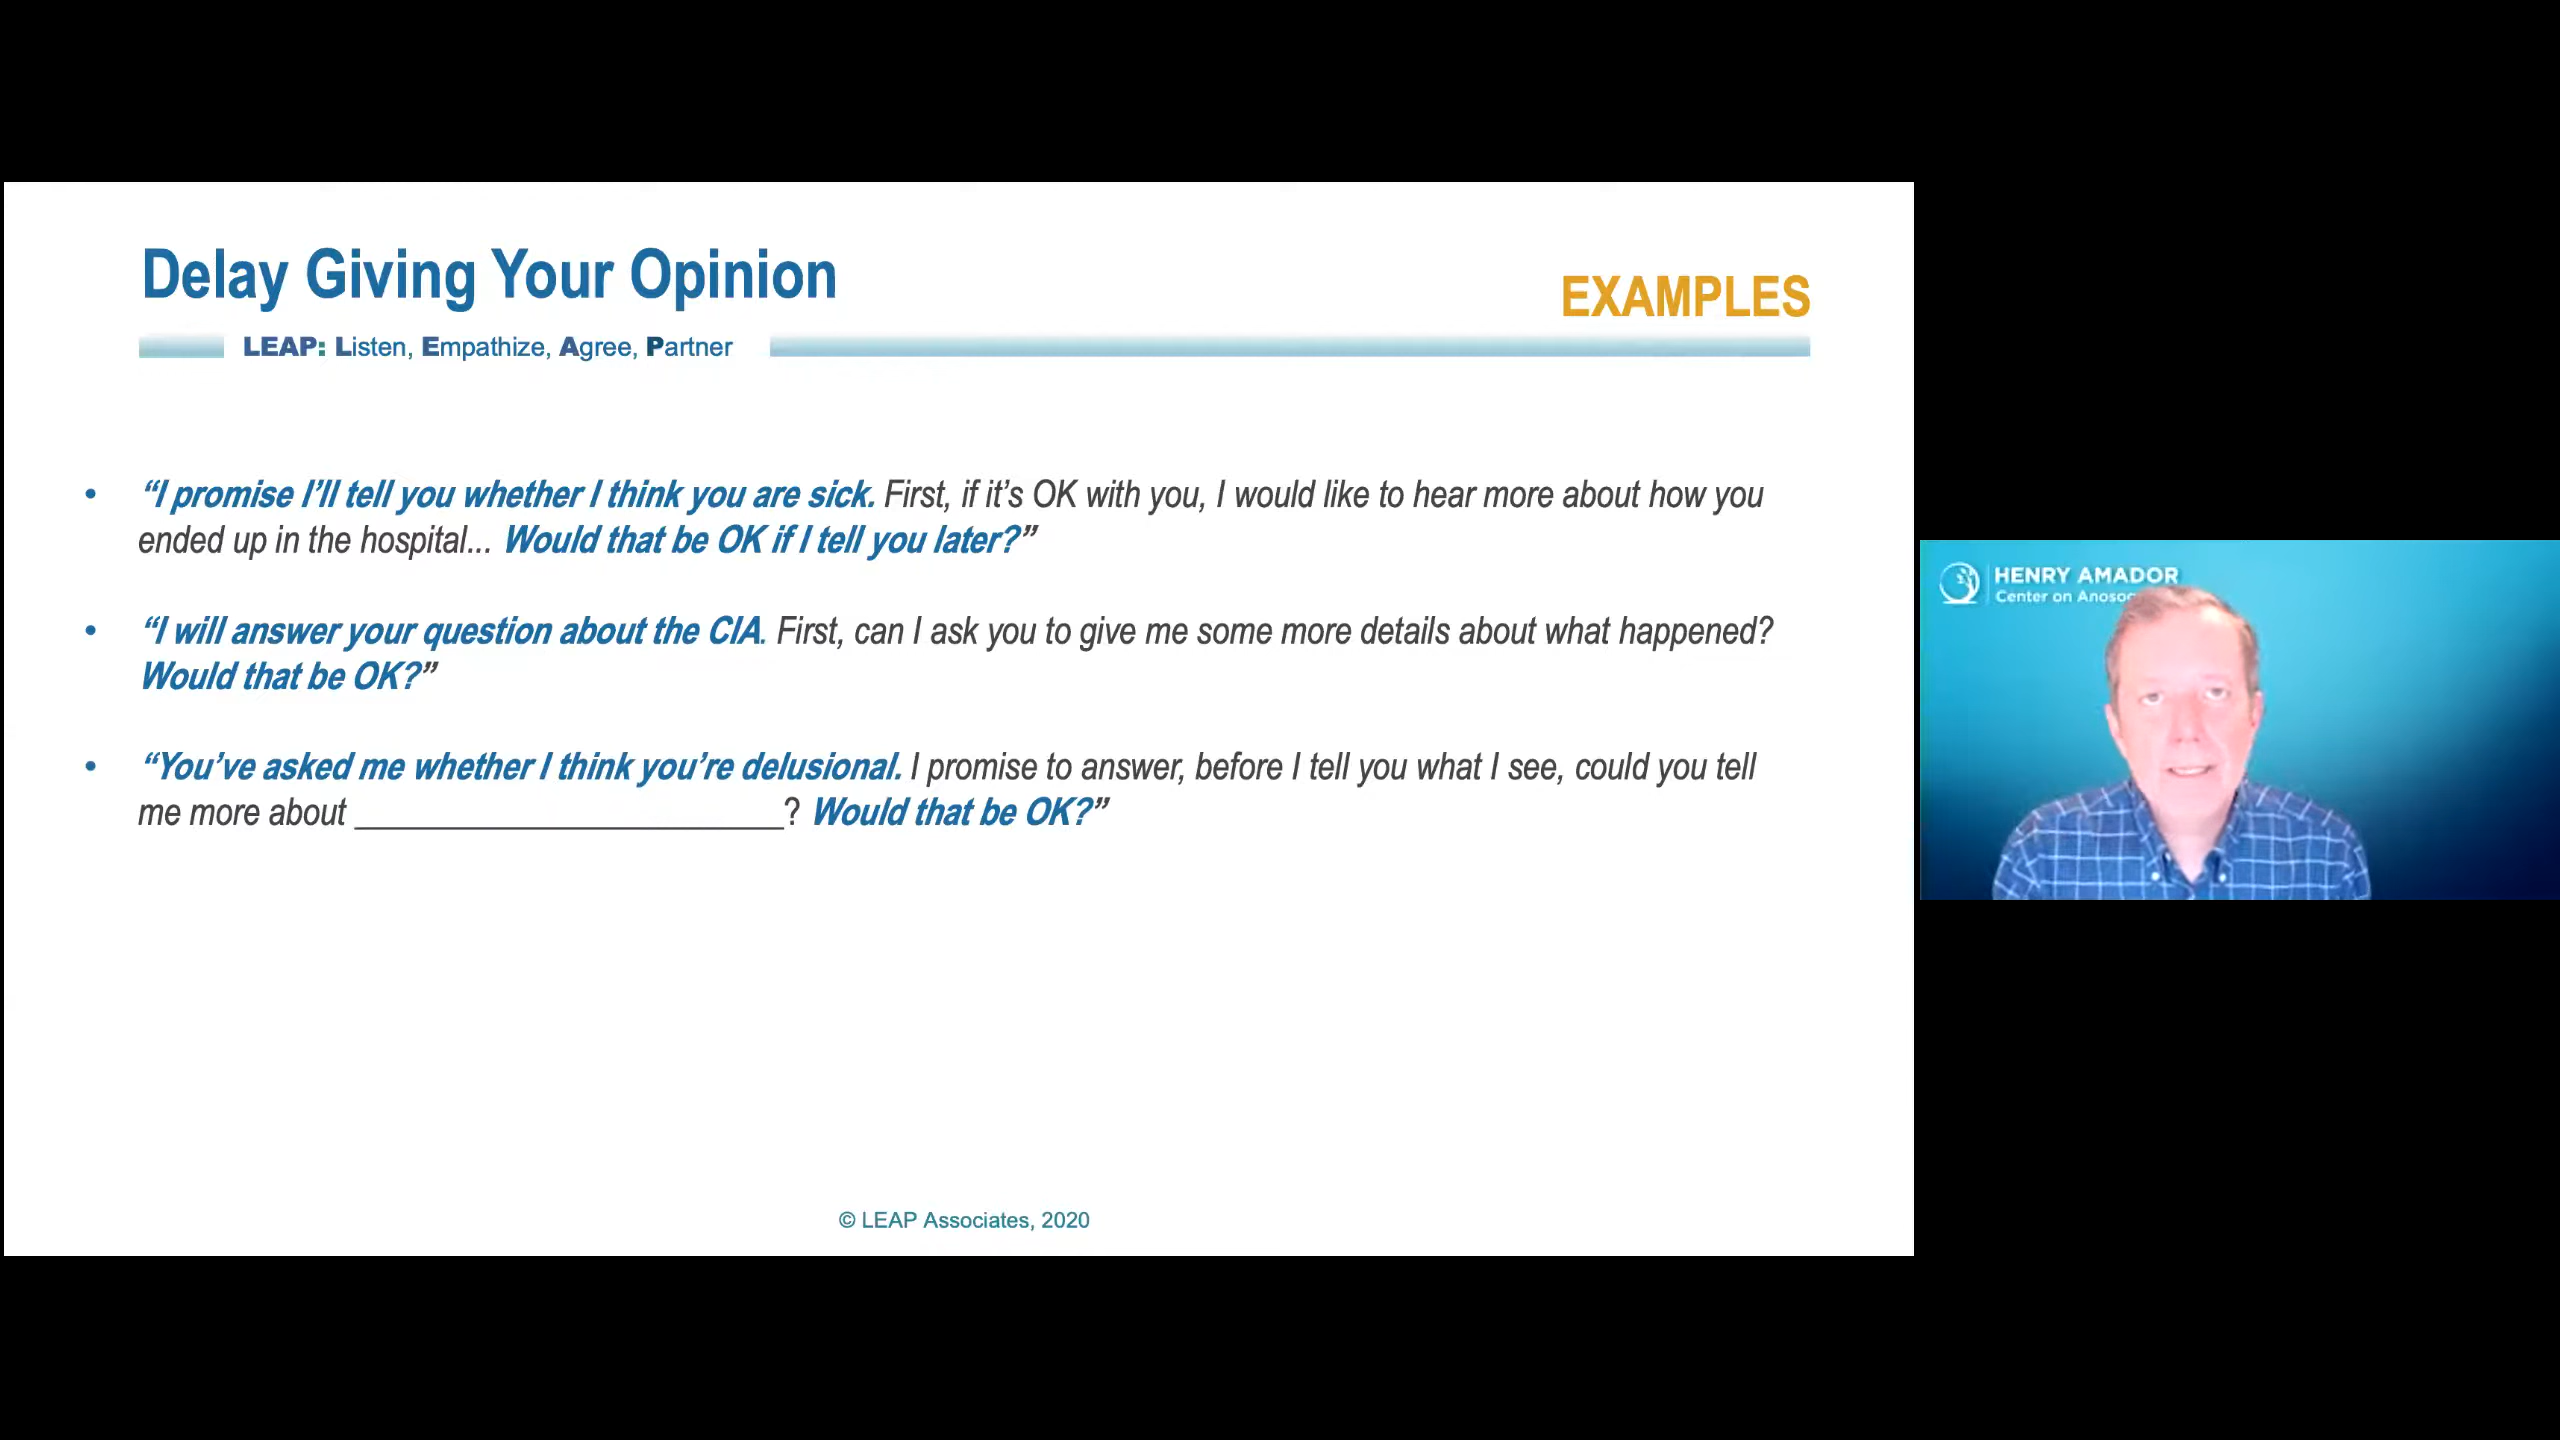 Delay Giving Your Opinion
EXAMPLES
LEAP: Listen, Empathize, Agree, Partner
• “I promise I’ll tell you whether I think you are sick. First, if it’s OK with you, I would like to hear more about how you
ended up in the hospital... Would that be OK if I tell you later?”
• “I will answer your question about the CIA. First, can I ask you to give me some more details about what happened?
Would that be OK?”
• “You’ve asked me whether I think you’re delusional. I promise to answer, before I tell you what I see, could you tell
me more about ______________________? Would that be OK?”
© LEAP Associates, 2020
HENRY AMADOR
Center on